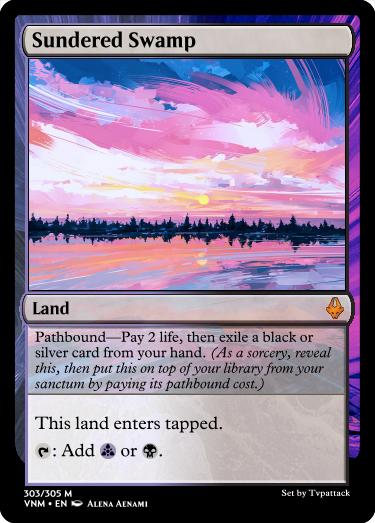 Sundered Swamp
Land
Pathbound—Pay 2 life, then exile a black or
silver card from your hand. (As a sorcery, reveal
this, then put this on top of your library from your
sanctum by paying its pathbound cost.)
This land enters tapped.
: Add or .
303/305 M
VNM • EN Alena Aenami
Set by Tvpattack